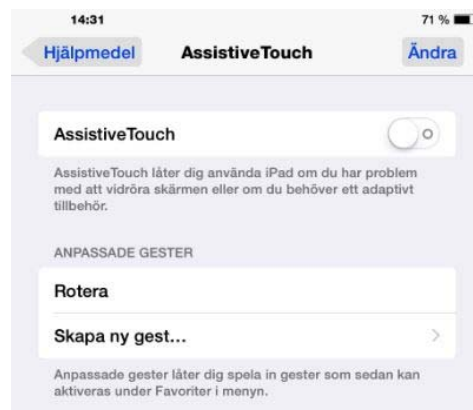 14:31 71 %
Hjälpmedel AssistiveTouch Ändra
AssistiveTouch
AssistiveTouch låter dig använda iPad om du har problem
med att vidröra skärmen eller om du behöver ett adaptivt
tillbehör.
ANPASSADE GESTER
Rotera
Skapa ny gest...
Anpassade gester låter dig spela in gester som sedan kan
aktiveras under Favoriter i menyn.